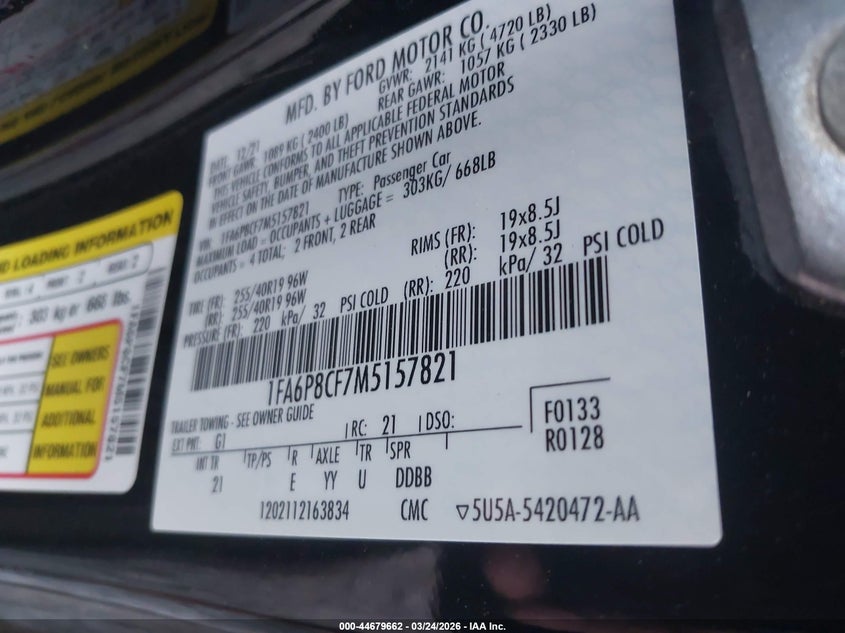 MFD. BY FORD MOTOR CO.
DATE: 12/21 GVWR: 2141 KG ( 4720 LB)
FRONT GAWR: 1089 KG ( 2400 LB) REAR GAWR: 1057 KG ( 2330 LB)
THIS VEHICLE CONFORMS TO ALL APPLICABLE FEDERAL MOTOR
VEHICLE SAFETY, BUMPER, AND THEFT PREVENTION STANDARDS
IN EFFECT ON THE DATE OF MANUFACTURE SHOWN ABOVE.
VIN: 1FA6P8CF7M5157821 TYPE: Passenger Car
MAXIMUM LOAD = OCCUPANTS + LUGGAGE = 303KG/ 668LB
OCCUPANTS = 4 TOTAL; 2 FRONT, 2 REAR
TIRE (FR): 255/40R19 96W RIMS (FR): 19x8.5J
(RR): 255/40R19 96W (RR): 19x8.5J
PRESSURE (FR): 220 kPa/ 32 PSI COLD (RR): 220 kPa/ 32 PSI COLD
1FA6P8CF7M5157821
TRAILER TOWING - SEE OWNER GUIDE
EXT PNT: G1 RC: 21 DSO:
F0133
R0128
INT TR TP/PS R AXLE TR SPR
21 E YY U DDBB
1202112163834 CMC 5U5A-5420472-AA
LOADING INFORMATION
303 kg or 668 lbs.
SEE OWNERS
MANUAL FOR
ADDITIONAL
INFORMATION
1FA6P8CF7M5157821
000-44679662 - 03/24/2026 - IAA Inc.